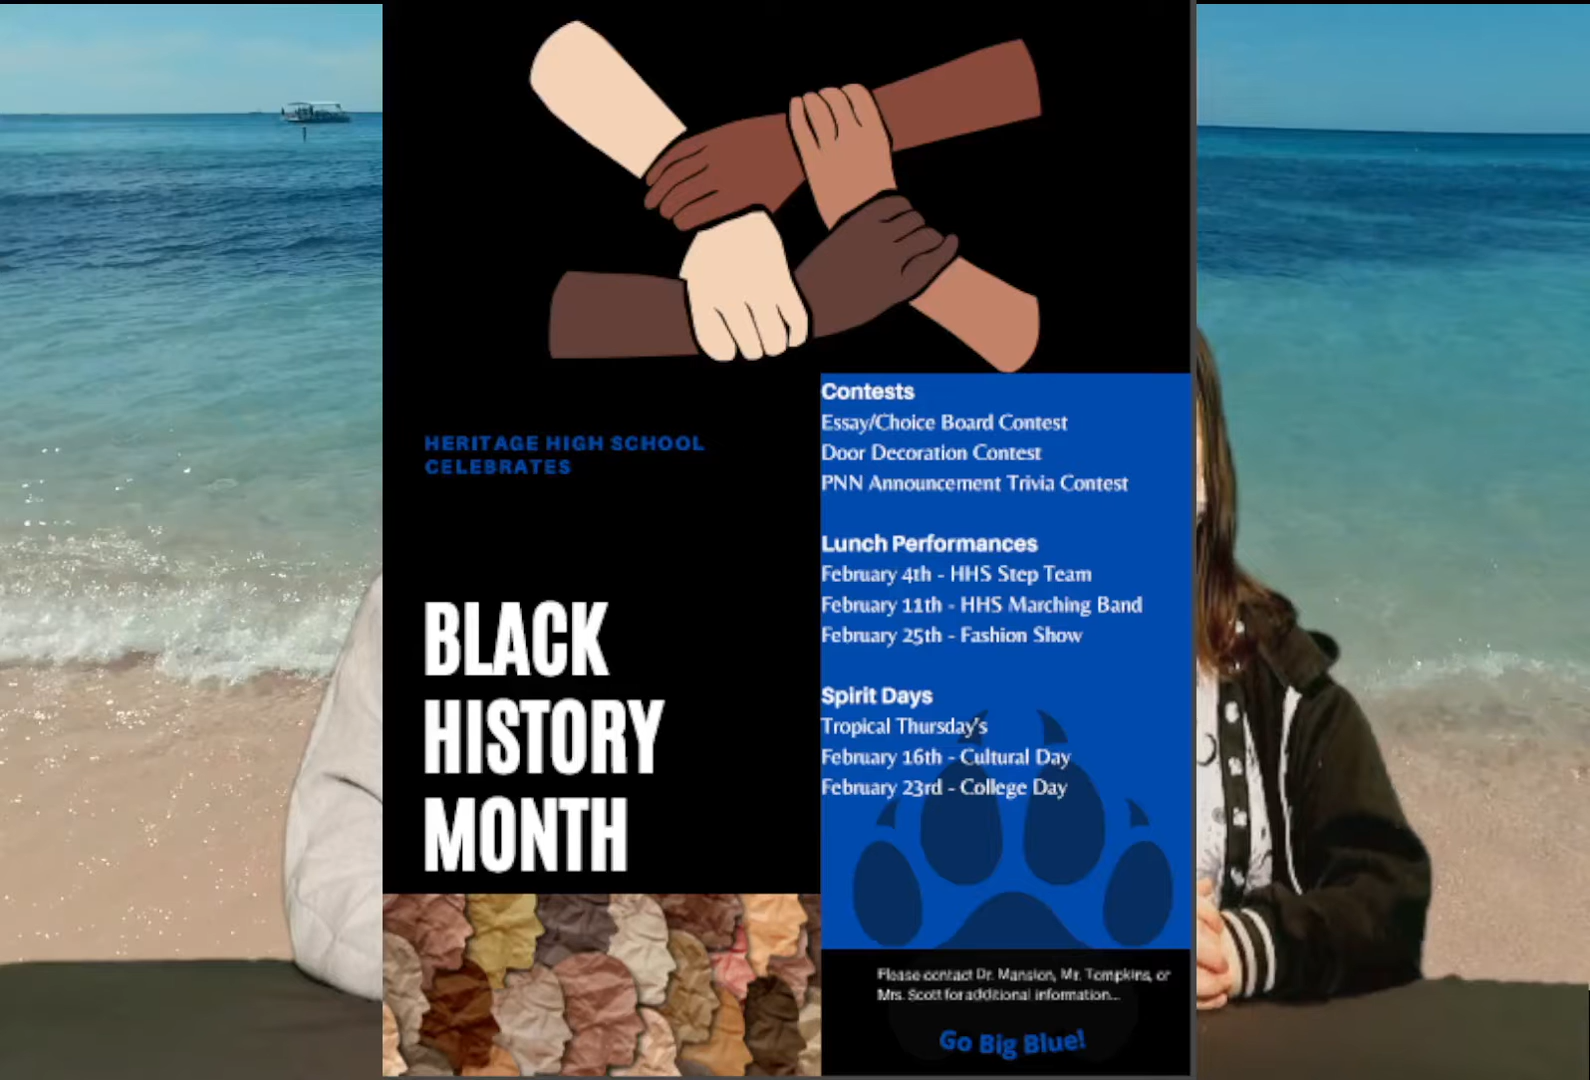 HERITAGE HIGH SCHOOL
CELEBRATES
BLACK
HISTORY
MONTH
Contests
Essay/Choice Board Contest
Door Decoration Contest
PNN Announcement Trivia Contest
Lunch Performances
February 4th - HHS Step Team
February 11th - HHS Marching Band
February 25th - Fashion Show
Spirit Days
Tropical Thursday's
February 16th - Cultural Day
February 23rd - College Day
Please contact Dr. Mansion, Mr. Tompkins, or
Mrs. Scott for additional information...
Go Big Blue!